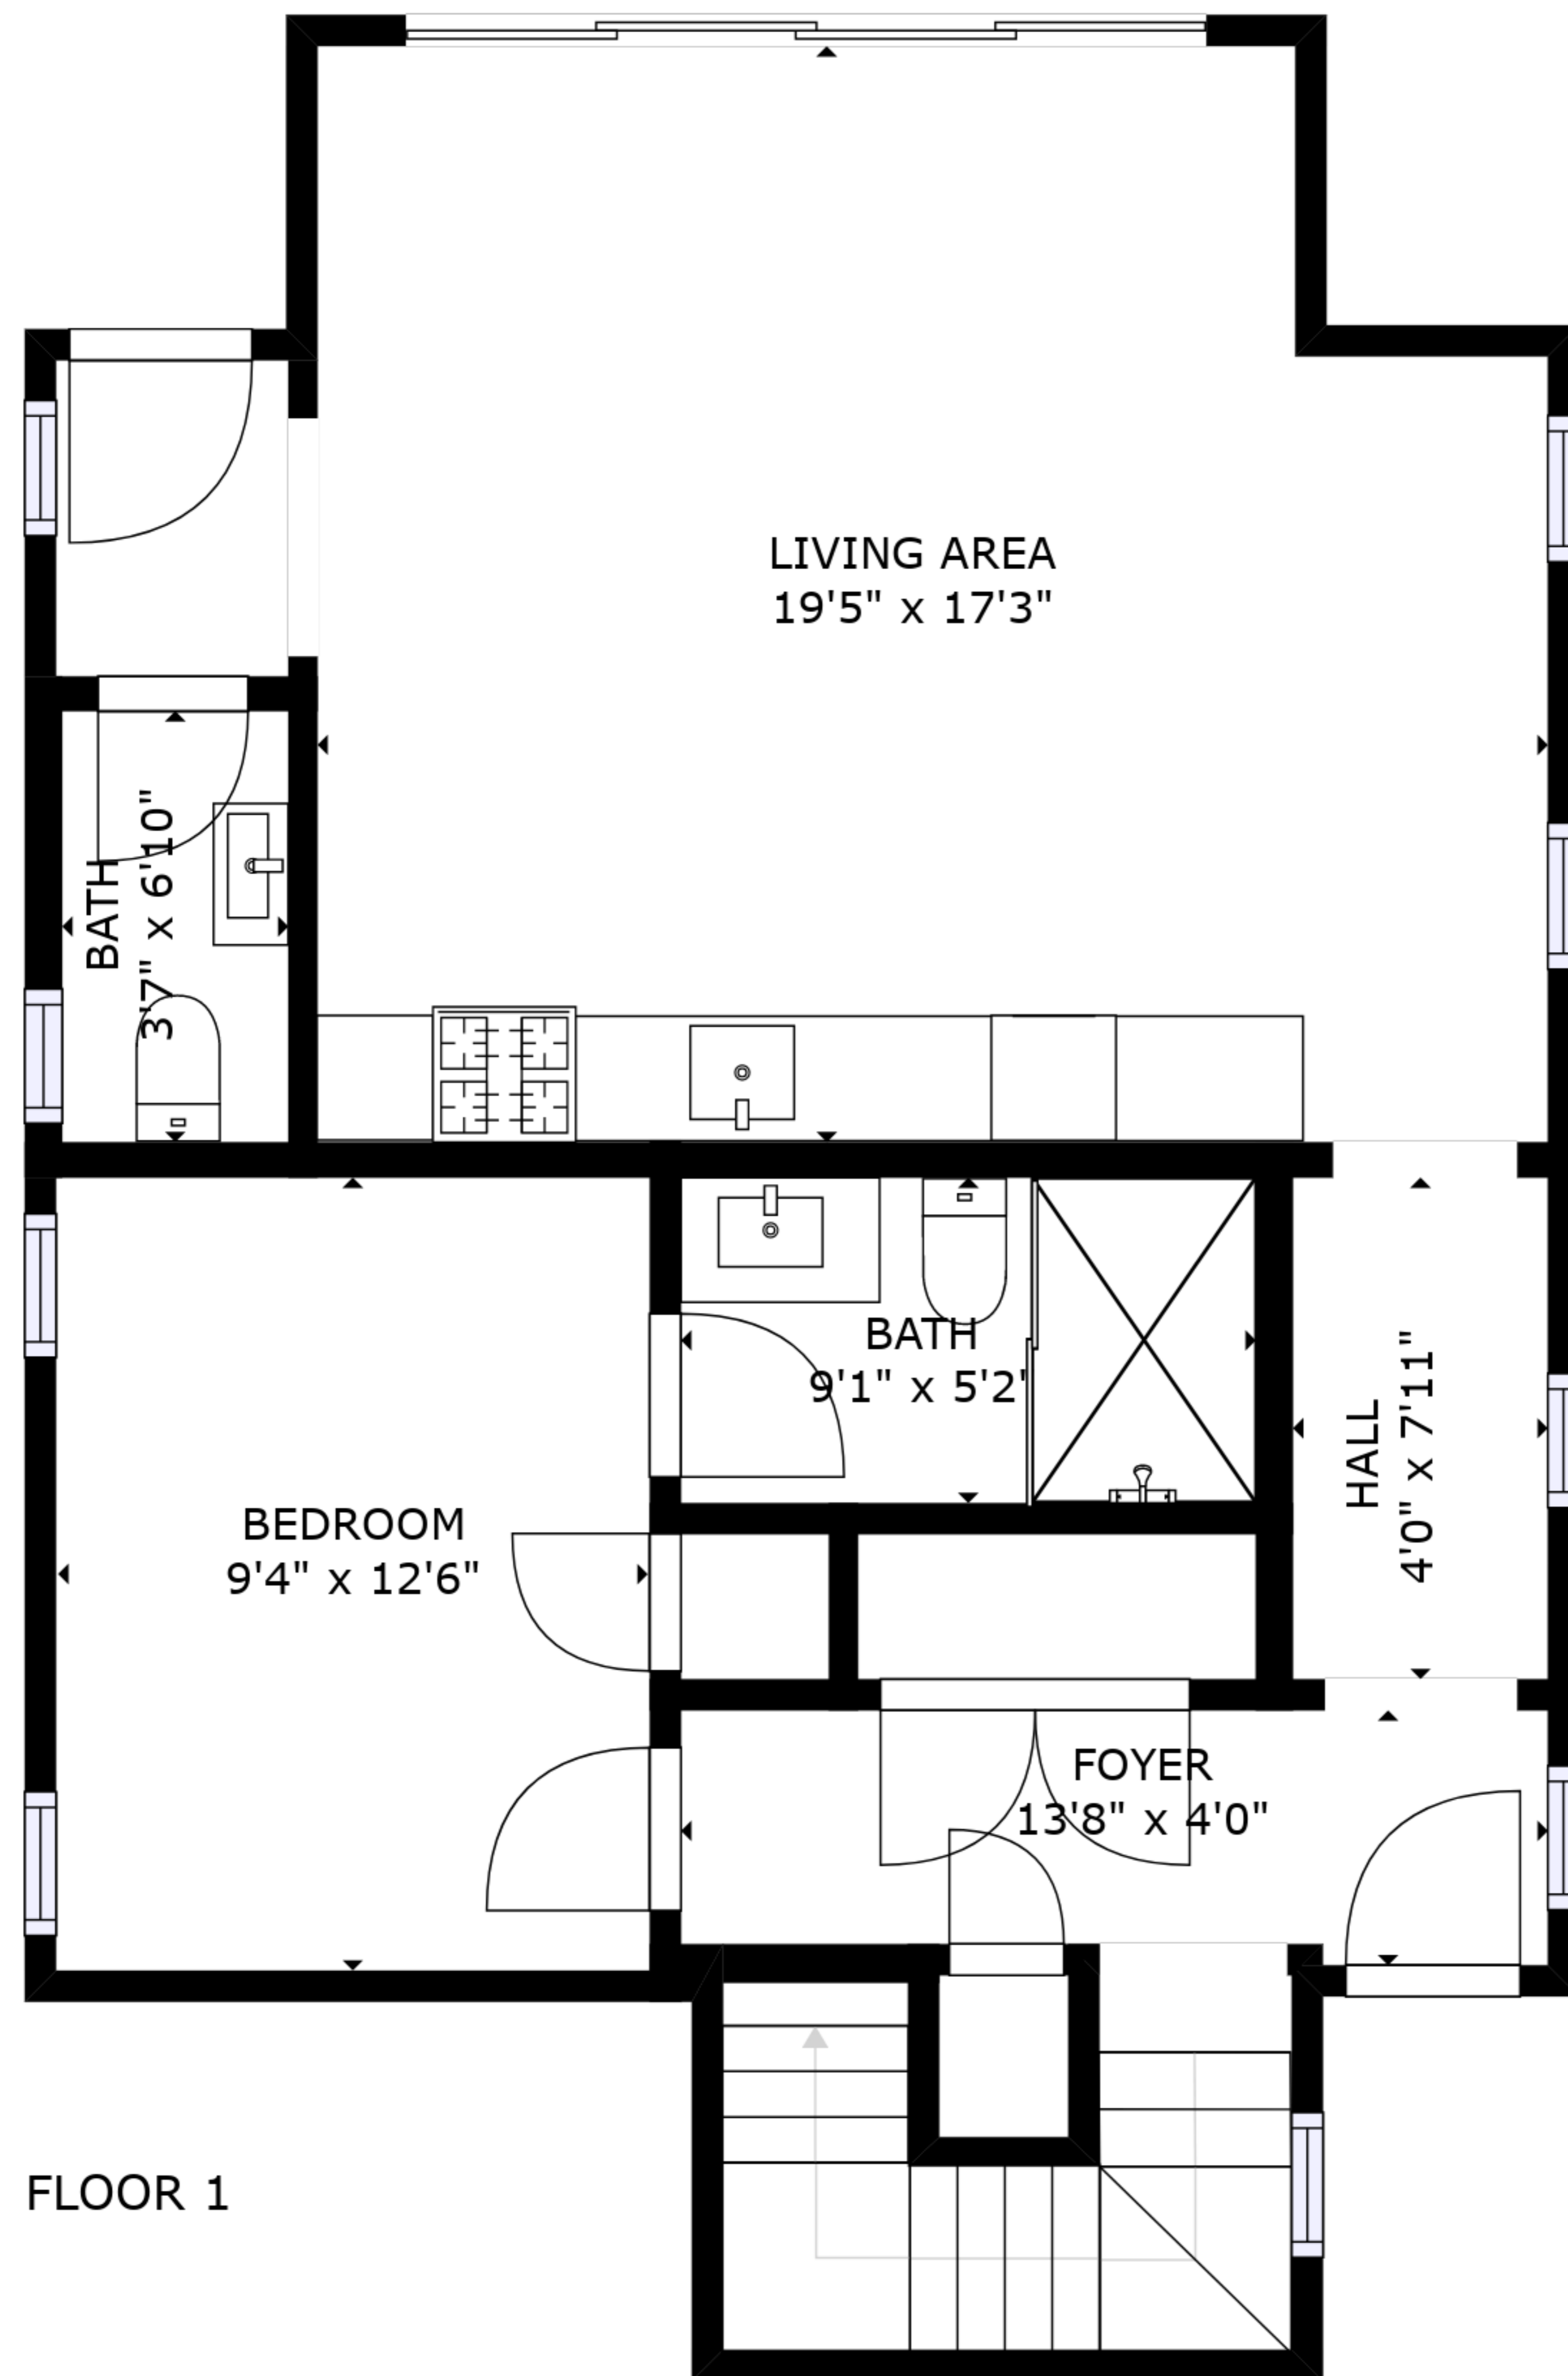 LIVING AREA
19'5" x 17'3"
BATH
3'7" x 6'10"
BATH
9'1" x 5'2"
HALL
4'0" x 7'11"
BEDROOM
9'4" x 12'6"
FOYER
13'8" x 4'0"
FLOOR 1